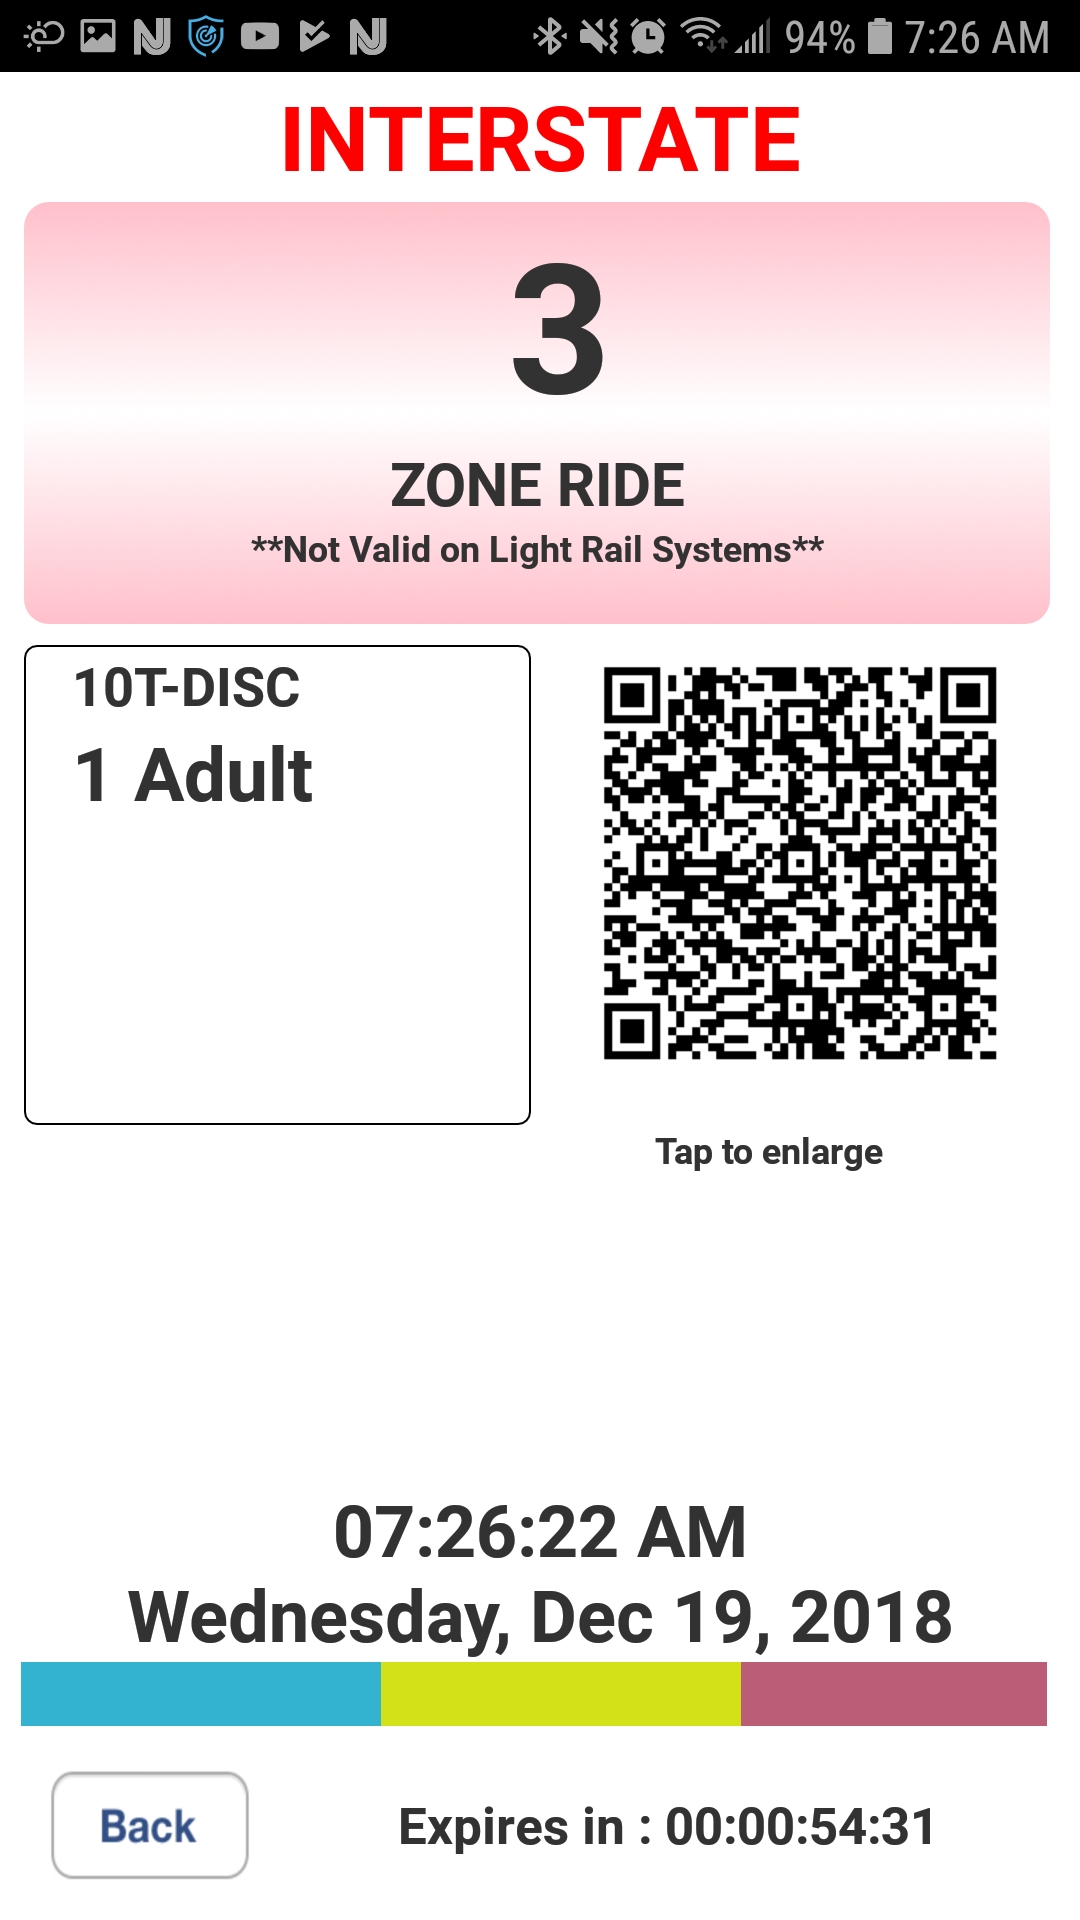 94% 7:26 AM
INTERSTATE
3
ZONE RIDE
**Not Valid on Light Rail Systems**
10T-DISC
1 Adult
Tap to enlarge
07:26:22 AM
Wednesday, Dec 19, 2018
Back
Expires in : 00:00:54:31